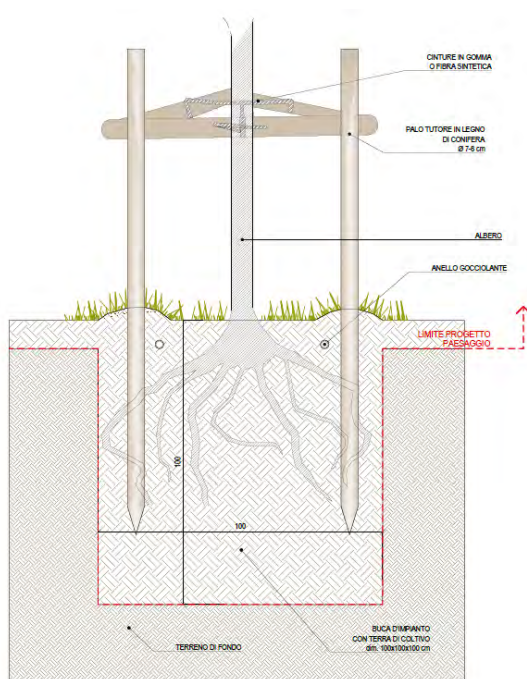 CINTURE IN GOMMA
O FIBRA SINTETICA
PALO TUTORE IN LEGNO
DI CONIFERA
Ø 7-8 cm
ALBERO
ANELLO GOCCIOLANTE
LIMITE PROGETTO
PAESAGGIO
100
100
BUCA D'IMPIANTO
CON TERRA DI COLTIVO
dim. 100x100x100 cm
TERRENO DI FONDO